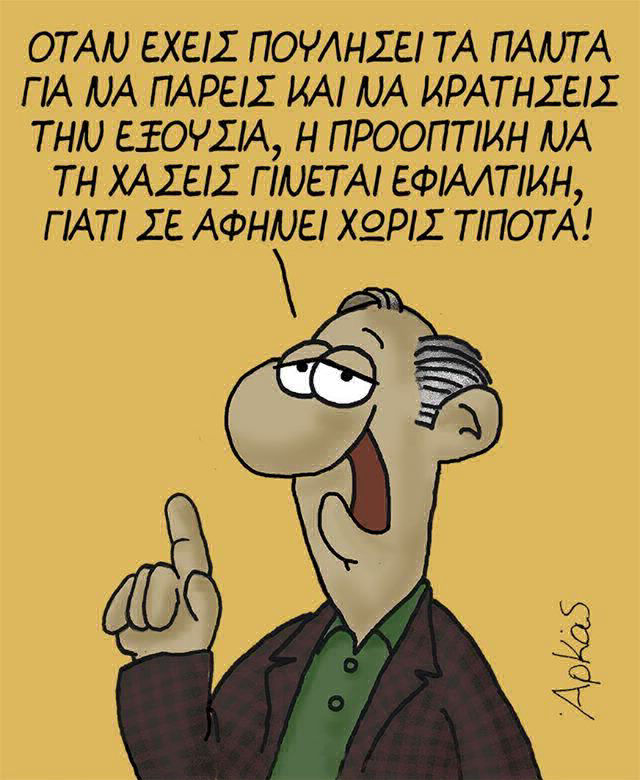 ΟΤΑΝ ΕΧΕΙΣ ΠΟΥΛΗΣΕΙ ΤΑ ΠΑΝΤΑ
ΓΙΑ ΝΑ ΠΑΡΕΙΣ ΚΑΙ ΝΑ ΚΡΑΤΗΣΕΙΣ
ΤΗΝ ΕΞΟΥΣΙΑ, Η ΠΡΟΟΠΤΙΚΗ ΝΑ
ΤΗ ΧΑΣΕΙΣ ΓΙΝΕΤΑΙ ΕΦΙΑΛΤΙΚΗ,
ΓΙΑΤΙ ΣΕ ΑΦΗΝΕΙ ΧΩΡΙΣ ΤΙΠΟΤΑ!
Ἀρκᾶς